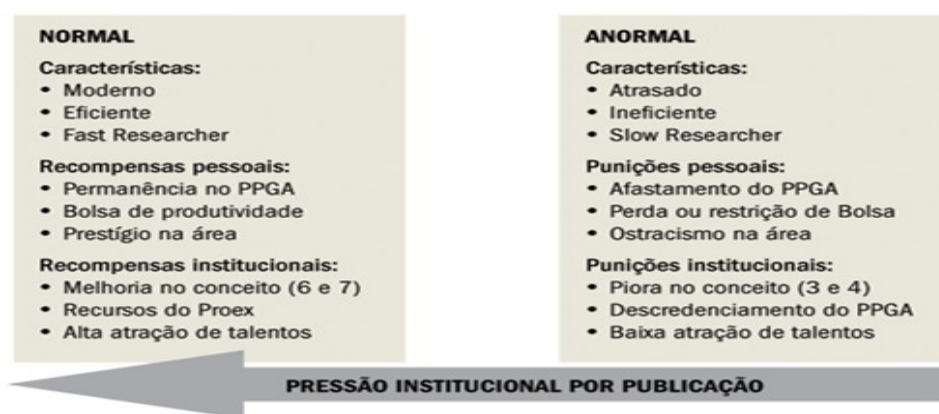 NORMAL
Características:
• Moderno
• Eficiente
• Fast Researcher
Recompensas pessoais:
• Permanência no PPGA
• Bolsa de produtividade
• Prestígio na área
Recompensas institucionais:
• Melhoria no conceito (6 e 7)
• Recursos do Proex
• Alta atração de talentos
ANORMAL
Características:
• Atrasado
• Ineficiente
• Slow Researcher
Punições pessoais:
• Afastamento do PPGA
• Perda ou restrição de Bolsa
• Ostracismo na área
Punições institucionais:
• Piora no conceito (3 e 4)
• Descredenciamento do PPGA
• Baixa atração de talentos
PRESSÃO INSTITUCIONAL POR PUBLICAÇÃO